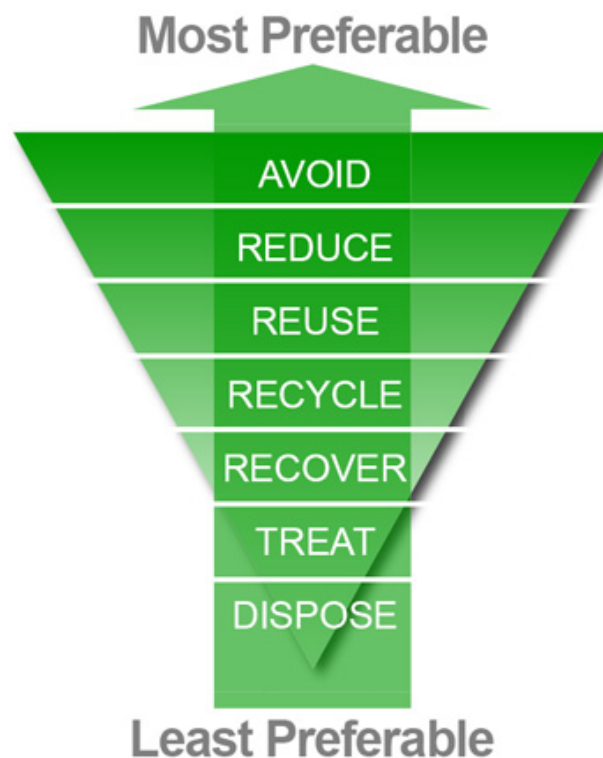 Most Preferable
AVOID
REDUCE
REUSE
RECYCLE
RECOVER
TREAT
DISPOSE
Least Preferable